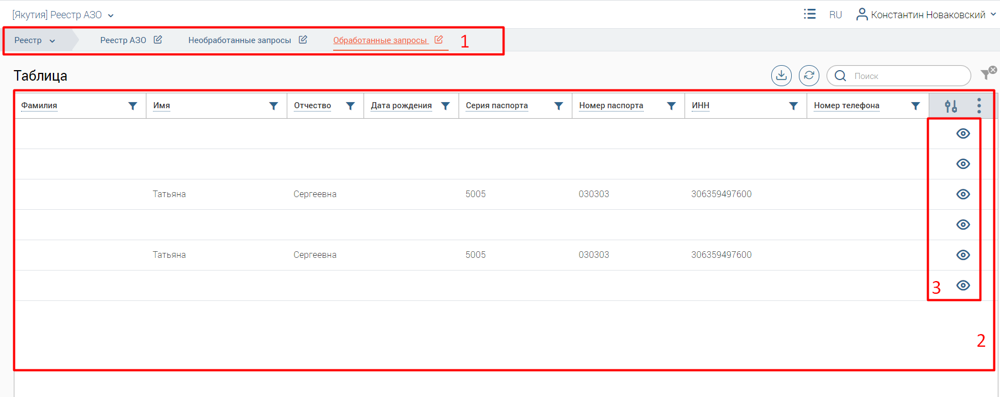 [Якутия] Реестр АЗО RU Константин Новаковский
Реестр Реестр АЗО Необработанные запросы Обработанные запросы 1
Таблица Поиск
Фамилия Имя Отчество Дата рождения Серия паспорта Номер паспорта ИНН Номер телефона
Татьяна Сергеевна 5005 030303 306359497600
Татьяна Сергеевна 5005 030303 306359497600
3
2